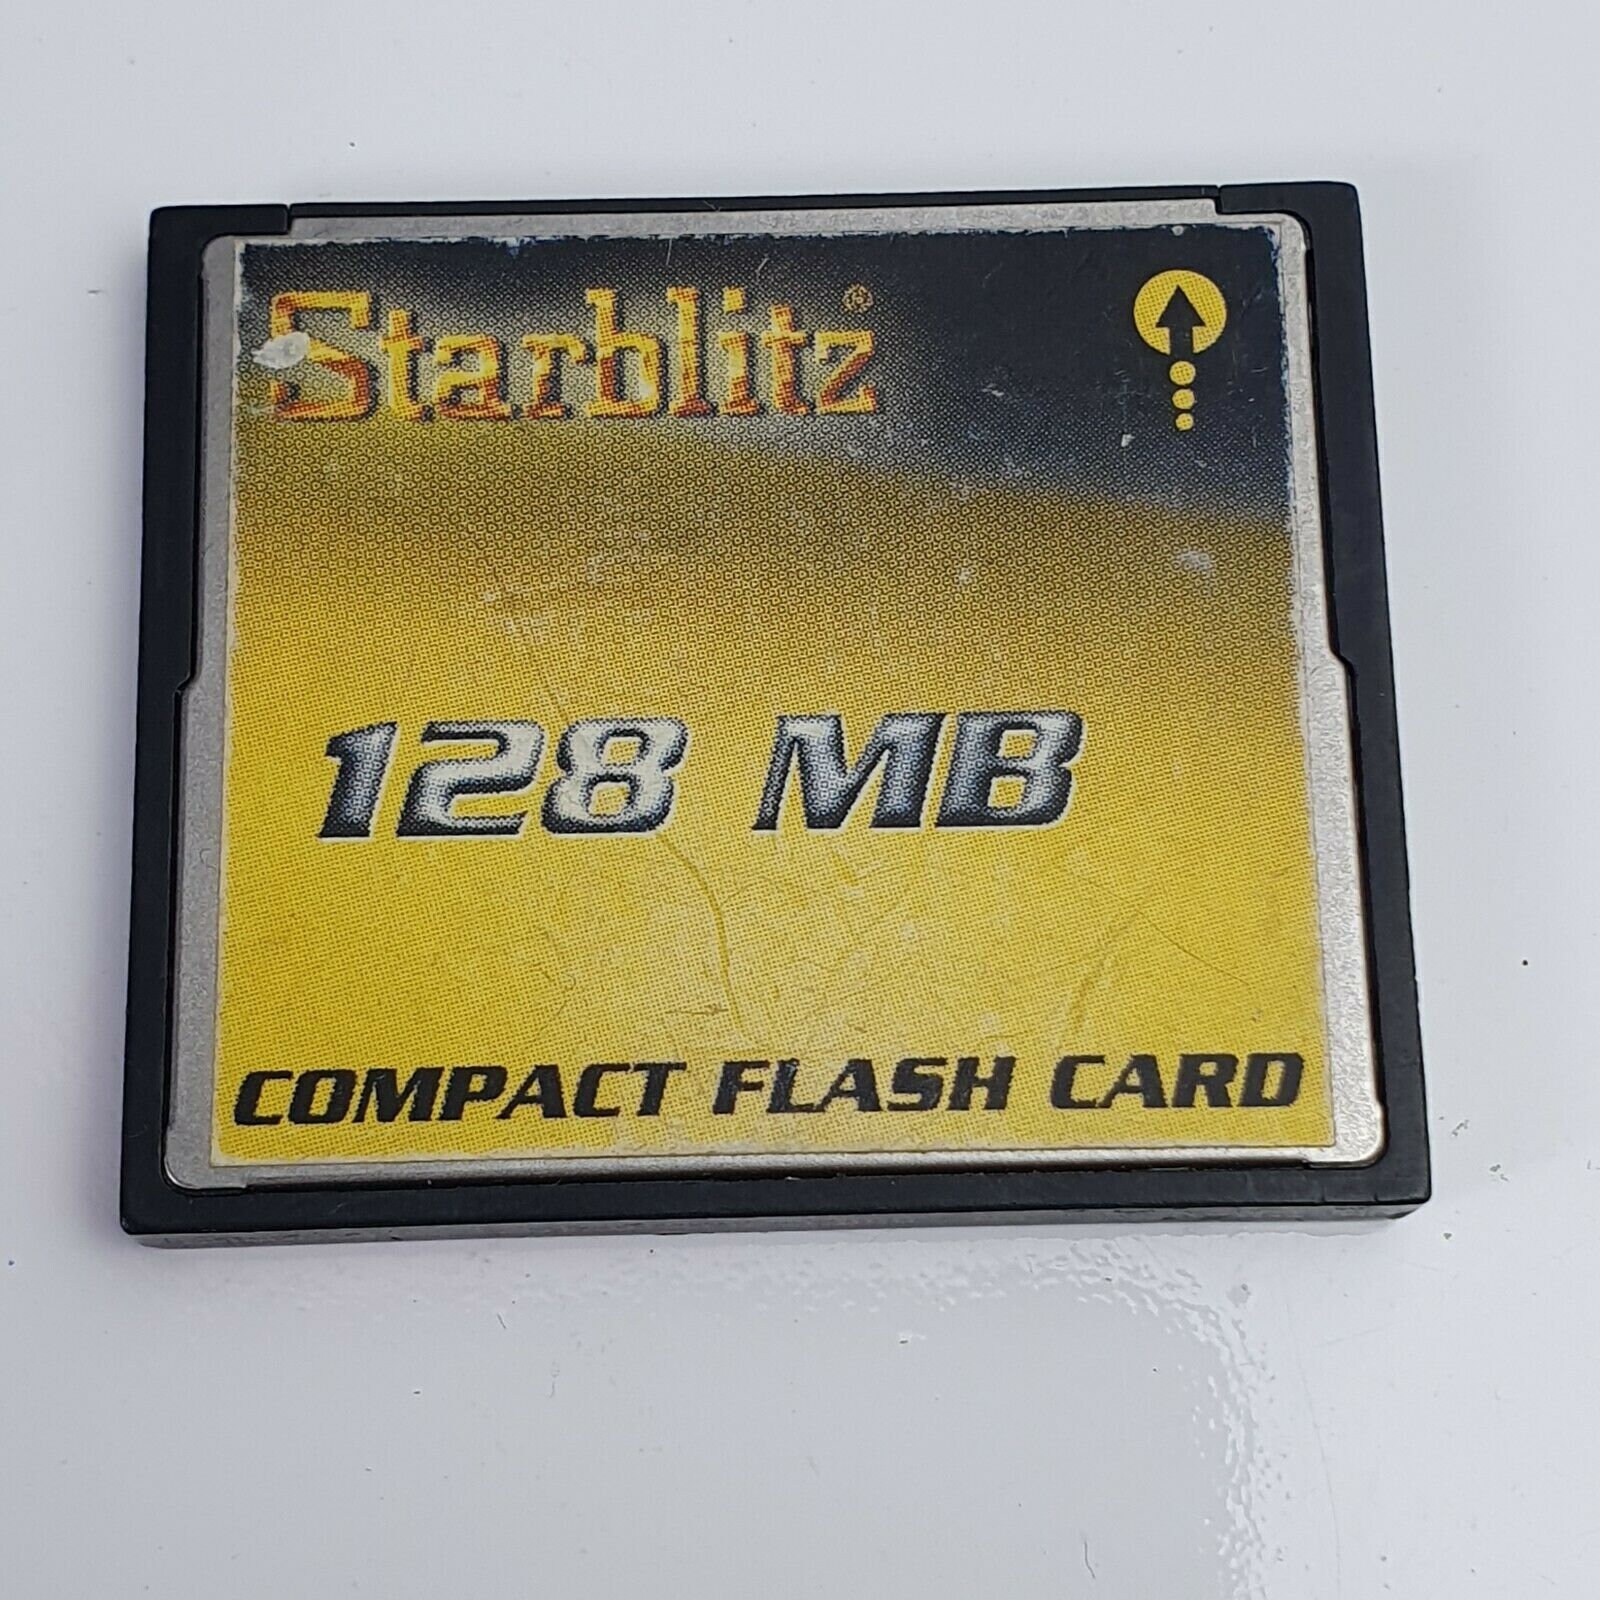 Starblitz®
128 MB
COMPACT FLASH CARD